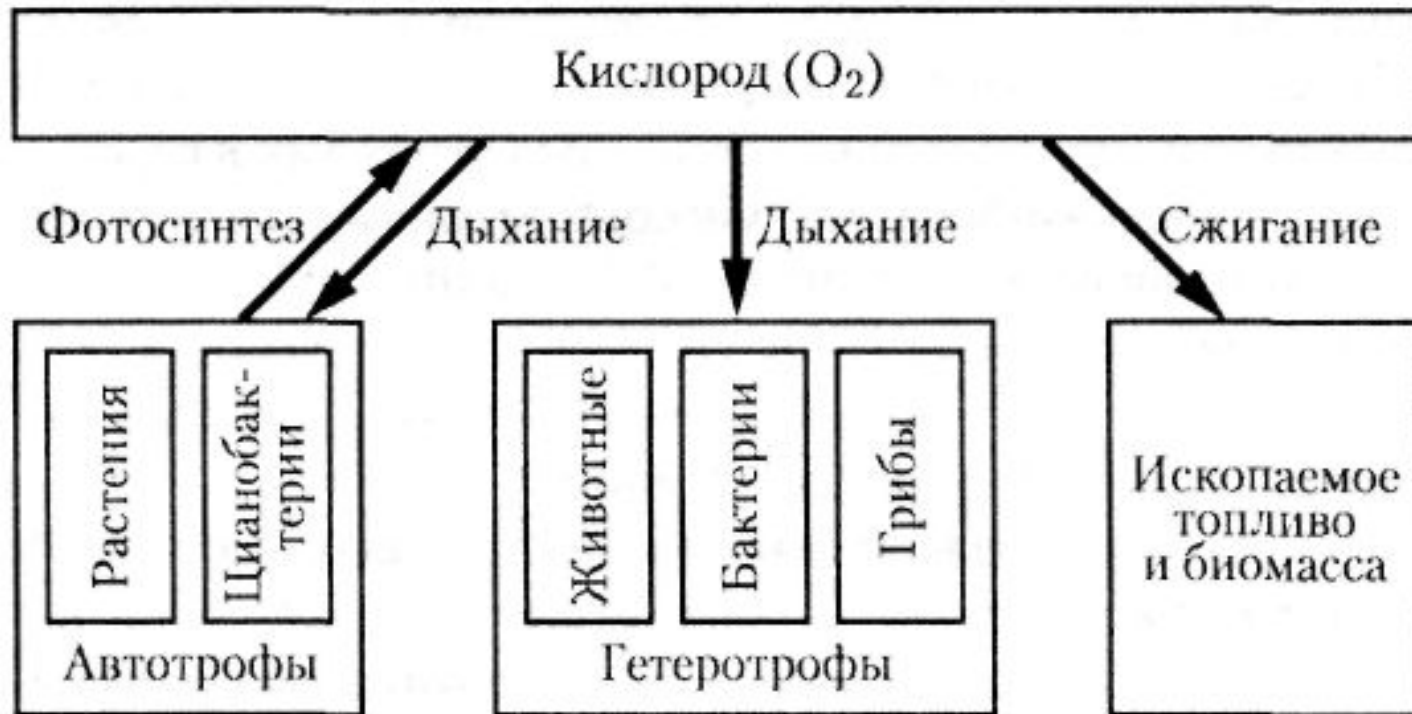 Кислород (O₂)
Фотосинтез
Дыхание
Дыхание
Сжигание
Растения
Цианобак-
терии
Автотрофы
Животные
Бактерии
Грибы
Гетеротрофы
Ископаемое
топливо
и биомасса